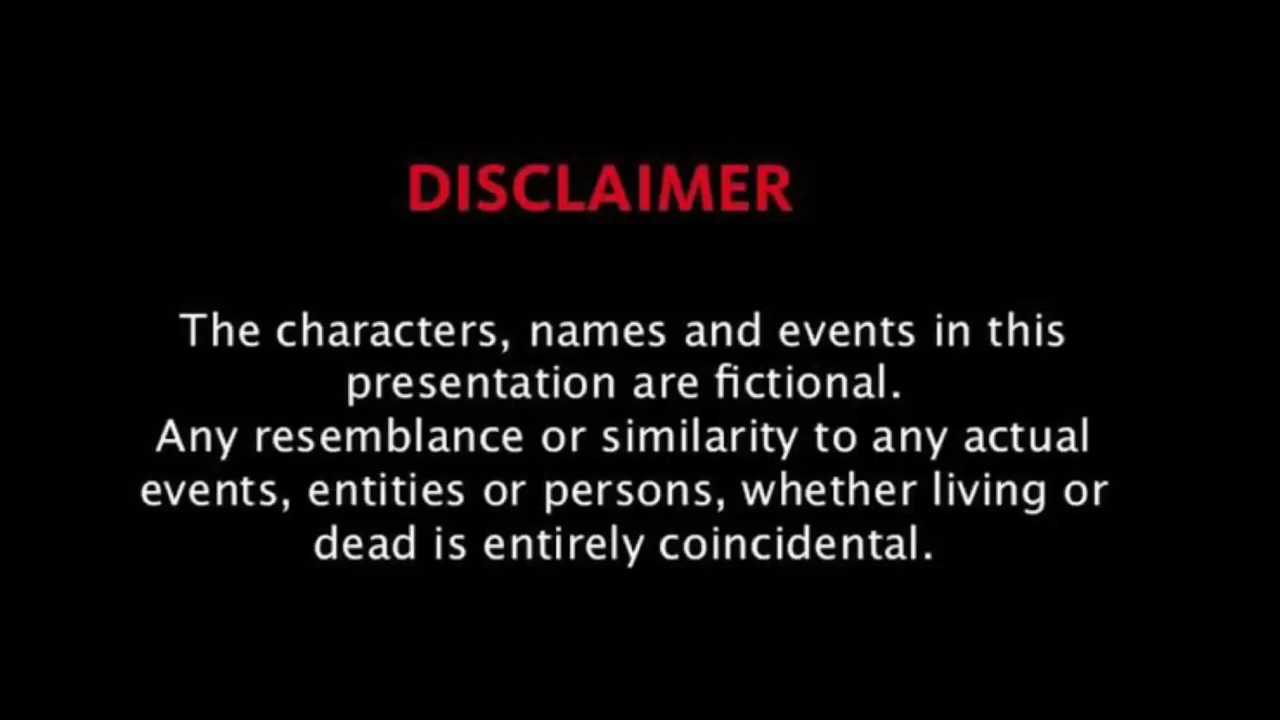 DISCLAIMER
The characters, names and events in this
presentation are fictional.
Any resemblance or similarity to any actual
events, entities or persons, whether living or
dead is entirely coincidental.